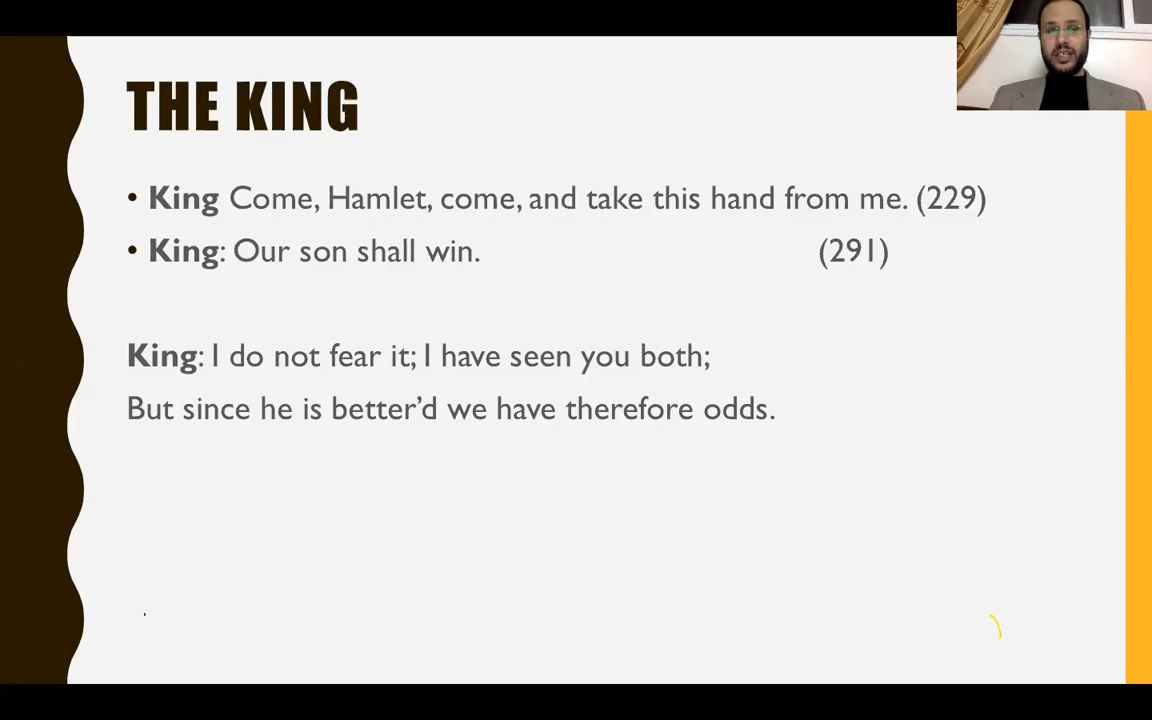 THE KING
• King Come, Hamlet, come, and take this hand from me. (229)
• King: Our son shall win. (291)
King: I do not fear it; I have seen you both;
But since he is better’d we have therefore odds.